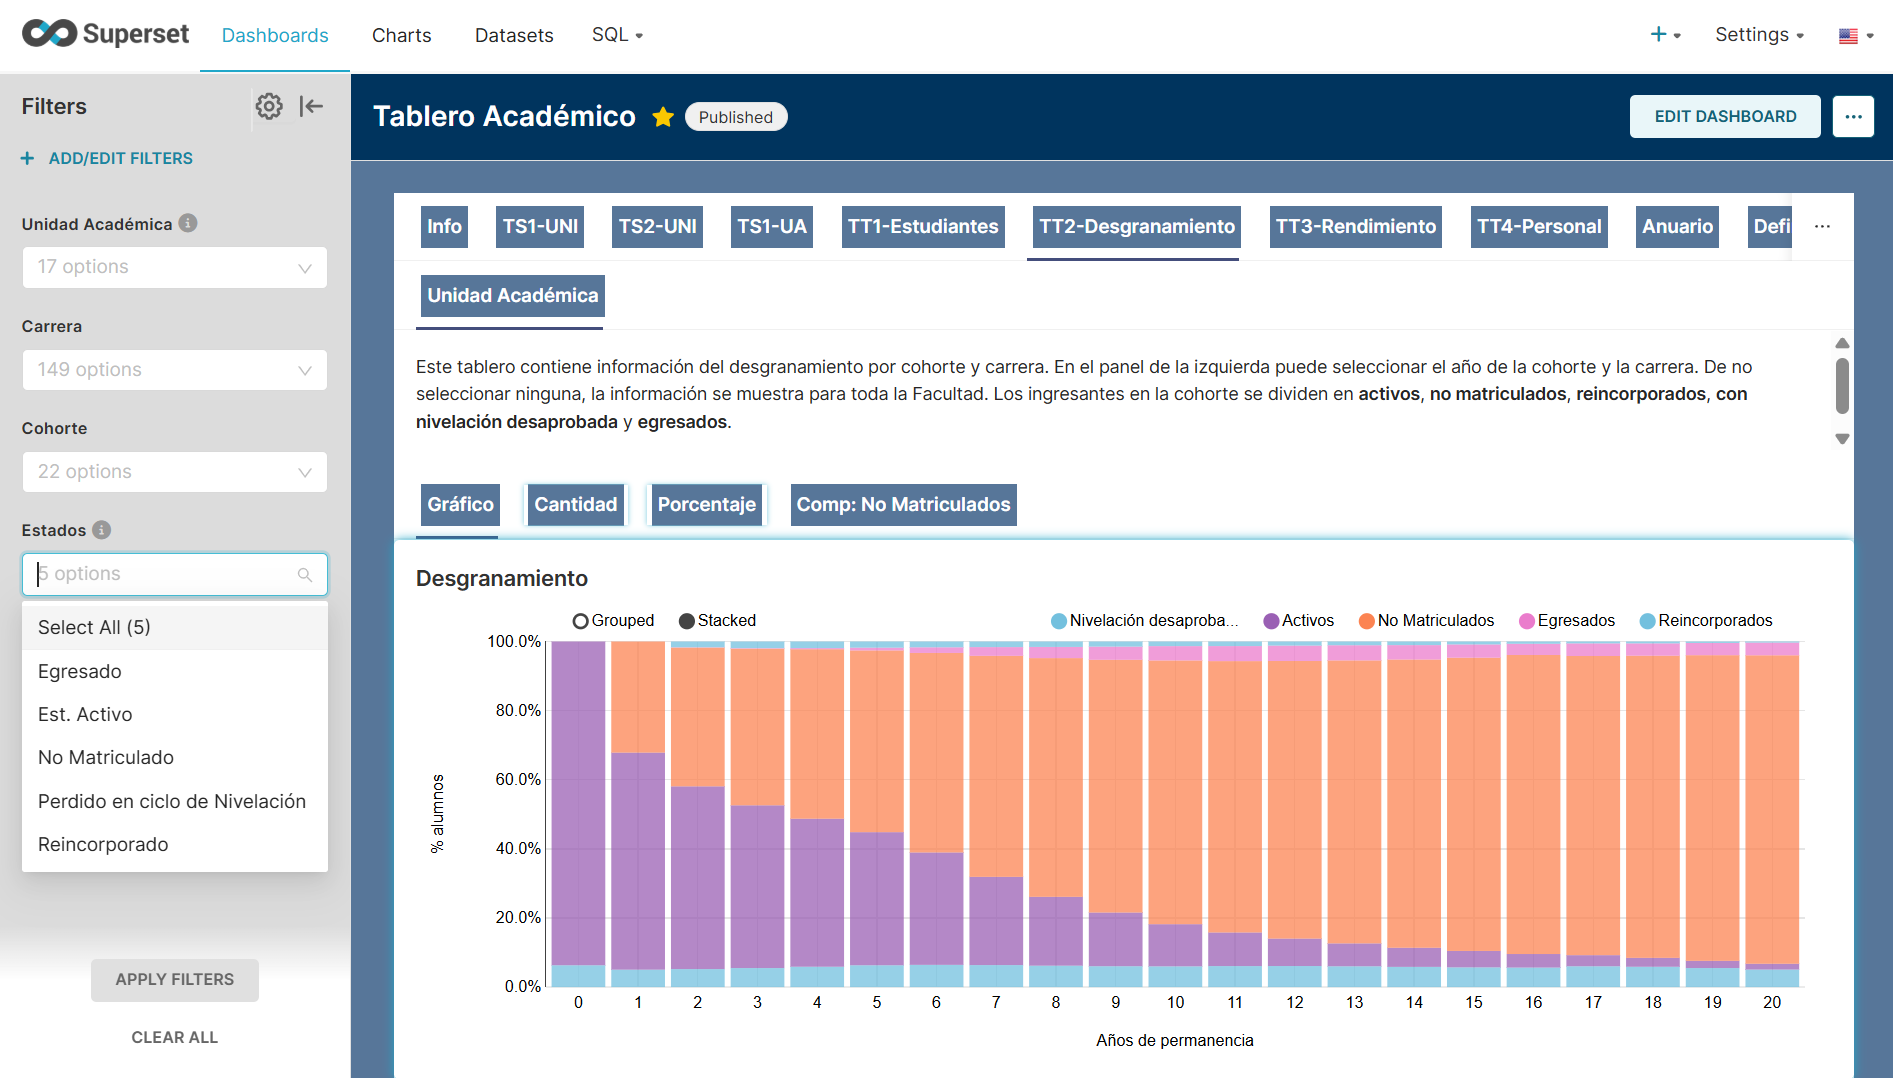 Superset
Dashboards
Charts
Datasets
SQL
Settings
Filters
ADD/EDIT FILTERS
Unidad Académica
17 options
Carrera
149 options
Cohorte
22 options
Estados
5 options
Select All (5)
Egresado
Est. Activo
No Matriculado
Perdido en ciclo de Nivelación
Reincorporado
APPLY FILTERS
CLEAR ALL
Tablero Académico
Published
EDIT DASHBOARD
...
Info
TS1-UNI
TS2-UNI
TS1-UA
TT1-Estudiantes
TT2-Desgranamiento
TT3-Rendimiento
TT4-Personal
Anuario
Defi
...
Unidad Académica
Este tablero contiene información del desgranamiento por cohorte y carrera. En el panel de la izquierda puede seleccionar el año de la cohorte y la carrera. De no
seleccionar ninguna, la información se muestra para toda la Facultad. Los ingresantes en la cohorte se dividen en activos, no matriculados, reincorporados, con
nivelación desaprobada y egresados.
Gráfico
Cantidad
Porcentaje
Comp: No Matriculados
Desgranamiento
Grouped
Stacked
Nivelación desaproba...
Activos
No Matriculados
Egresados
Reincorporados
100.0%
80.0%
60.0%
40.0%
20.0%
0.0%
% alumnos
0 1 2 3 4 5 6 7 8 9 10 11 12 13 14 15 16 17 18 19 20
Años de permanencia